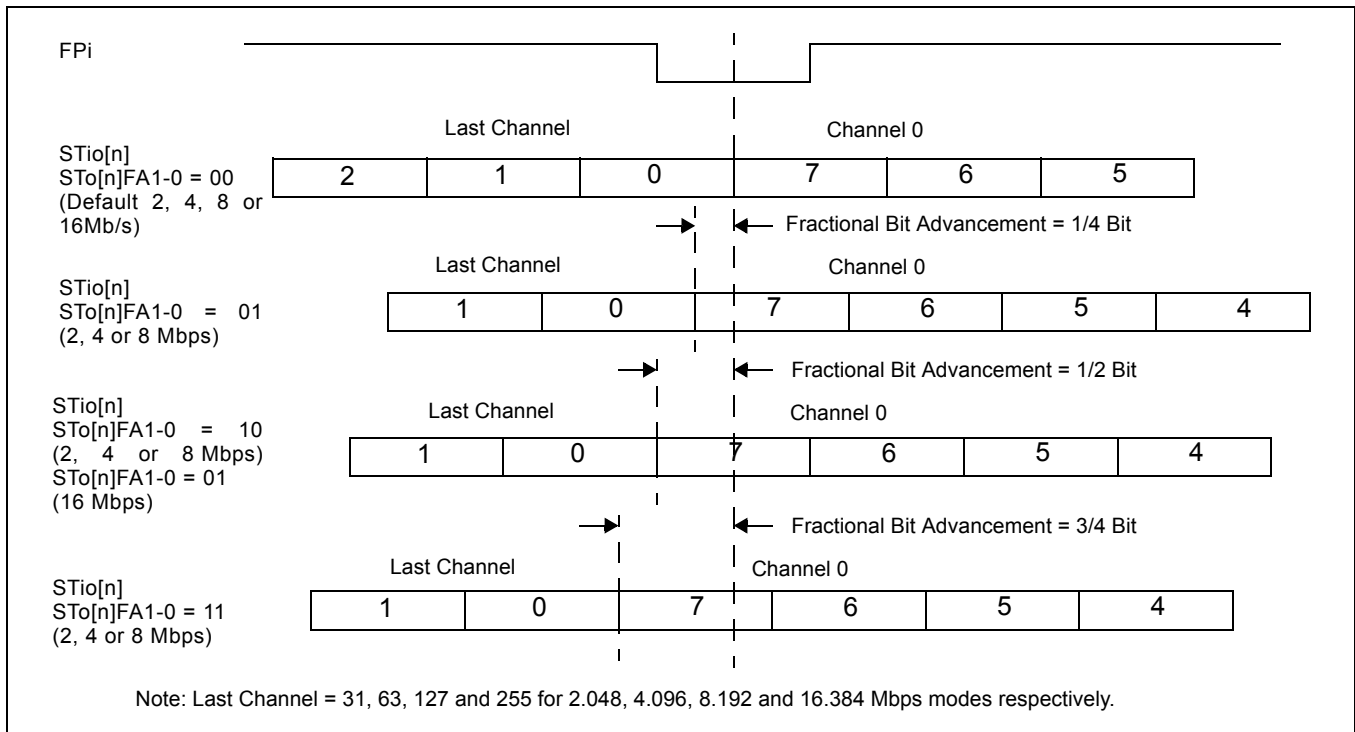 FPi
Last Channel Channel 0
STio[n]
STo[n]FA1-0 = 00
(Default 2, 4, 8 or
16Mb/s)
2 1 0 7 6 5
Fractional Bit Advancement = 1/4 Bit
Last Channel Channel 0
STio[n]
STo[n]FA1-0 = 01
(2, 4 or 8 Mbps)
1 0 7 6 5 4
Fractional Bit Advancement = 1/2 Bit
Last Channel Channel 0
STio[n]
STo[n]FA1-0 = 10
(2, 4 or 8 Mbps)
STo[n]FA1-0 = 01
(16 Mbps)
1 0 7 6 5 4
Fractional Bit Advancement = 3/4 Bit
Last Channel Channel 0
STio[n]
STo[n]FA1-0 = 11
(2, 4 or 8 Mbps)
1 0 7 6 5 4
Note: Last Channel = 31, 63, 127 and 255 for 2.048, 4.096, 8.192 and 16.384 Mbps modes respectively.